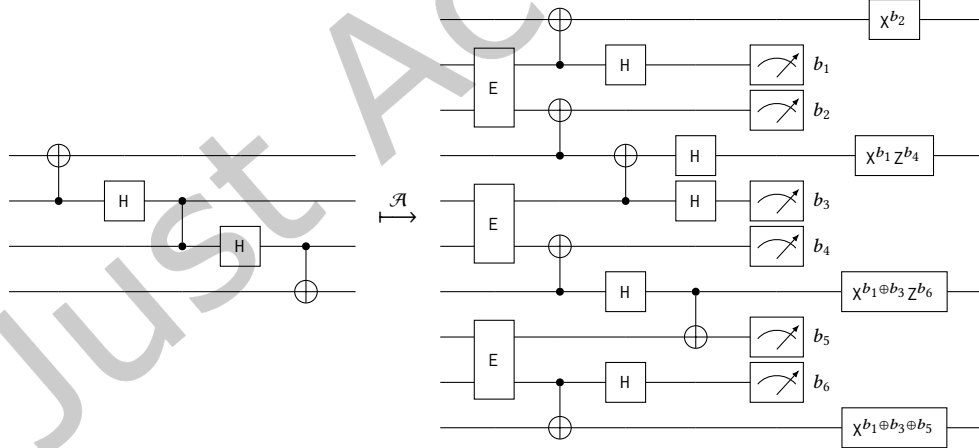 Just Ac
X^{b_2}
E
H
b_1
b_2
H
X^{b_1} Z^{b_4}
H
𝒜
E
H
b_3
H
b_4
H
X^{b_1⊕b_3} Z^{b_6}
E
b_5
H
b_6
X^{b_1⊕b_3⊕b_5}